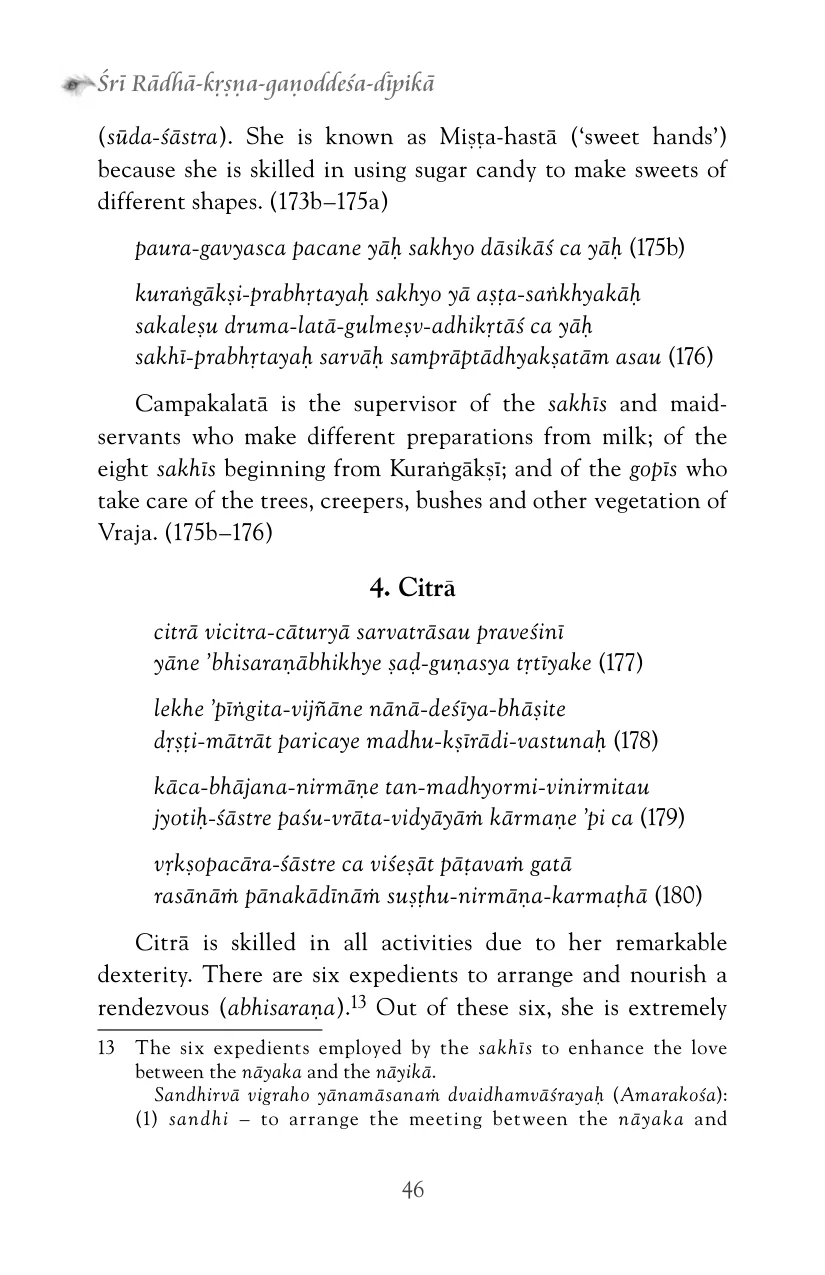 Śrī Rādhā-kṛṣṇa-gaṇoddeśa-dīpikā
(sūda-śāstra). She is known as Miṣṭa-hastā (‘sweet hands’)
because she is skilled in using sugar candy to make sweets of
different shapes. (173b–175a)
paura-gavyasca pacane yāḥ sakhyo dāsikāś ca yāḥ (175b)
kuraṅgākṣi-prabhṛtayaḥ sakhyo yā aṣṭa-saṅkhyakāḥ
sakaleṣu druma-latā-gulmeṣv-adhikṛtāś ca yāḥ
sakhī-prabhṛtayaḥ sarvāḥ samprāptādhyakṣatām asau (176)
Campakalatā is the supervisor of the sakhīs and maid-
servants who make different preparations from milk; of the
eight sakhīs beginning from Kuraṅgākṣī; and of the gopīs who
take care of the trees, creepers, bushes and other vegetation of
Vraja. (175b–176)
4. Citrā
citrā vicitra-cāturyā sarvatrāsau praveśinī
yāne ’bhisaraṇābhikhye ṣaḍ-guṇasya tṛtīyake (177)
lekhe ’pīṅgita-vijñāne nānā-deśīya-bhāṣite
dṛṣṭi-mātrāt paricaye madhu-kṣīrādi-vastunaḥ (178)
kāca-bhājana-nirmāṇe tan-madhyormi-vinirmitau
jyotiḥ-śāstre paśu-vrāta-vidyāyāṁ kārmaṇe ’pi ca (179)
vṛkṣopacāra-śāstre ca viśeṣāt pāṭavaṁ gatā
rasānāṁ pānakādīnāṁ suṣṭhu-nirmāṇa-karmaṭhā (180)
Citrā is skilled in all activities due to her remarkable
dexterity. There are six expedients to arrange and nourish a
rendezvous (abhisaraṇa).13 Out of these six, she is extremely
13 The six expedients employed by the sakhīs to enhance the love
between the nāyaka and the nāyikā.
Sandhirvā vigraho yānamāsanaṁ dvaidhamvāśrayaḥ (Amarakośa):
(1) sandhi – to arrange the meeting between the nāyaka and
46